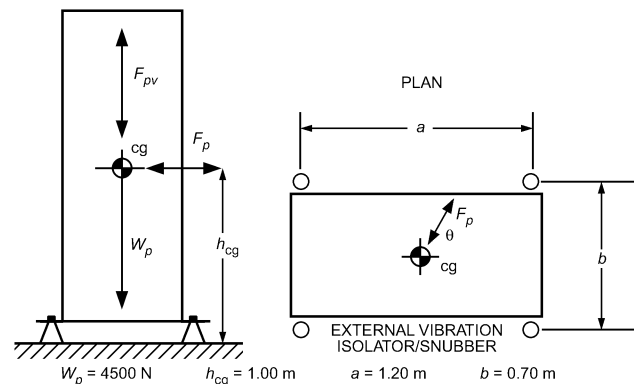 PLAN
F_pv
a
cg
F_p
F_p
θ
W_p
h_cg
cg
b
EXTERNAL VIBRATION
ISOLATOR/SNUBBER
W_p = 4500 N h_cg = 1.00 m a = 1.20 m b = 0.70 m